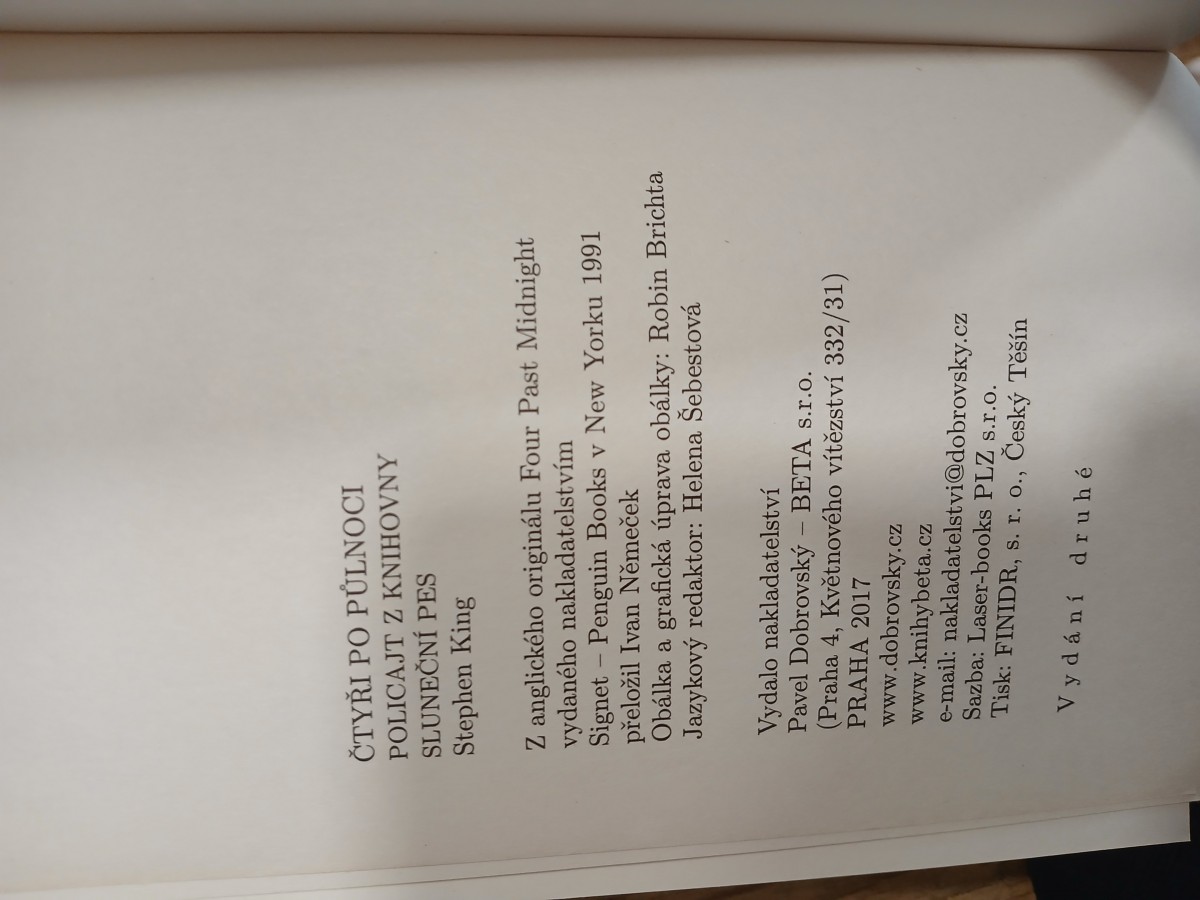 ČTYŘI PO PŮLNOCI
POLICAJT Z KNIHOVNY
SLUNEČNÍ PES
Stephen King
Z anglického originálu Four Past Midnight
vydaného nakladatelstvím
Signet – Penguin Books v New Yorku 1991
přeložil Ivan Němeček
Obálka a grafická úprava obálky: Robin Brichta
Jazykový redaktor: Helena Šebestová
Vydalo nakladatelství
Pavel Dobrovský – BETA s.r.o.
(Praha 4, Květnového vítězství 332/31)
PRAHA 2017
www.dobrovsky.cz
www.knihybeta.cz
e-mail: nakladatelstvi@dobrovsky.cz
Sazba: Laser-books PLZ s.r.o.
Tisk: FINIDR, s. r. o., Český Těšín
Vydání druhé